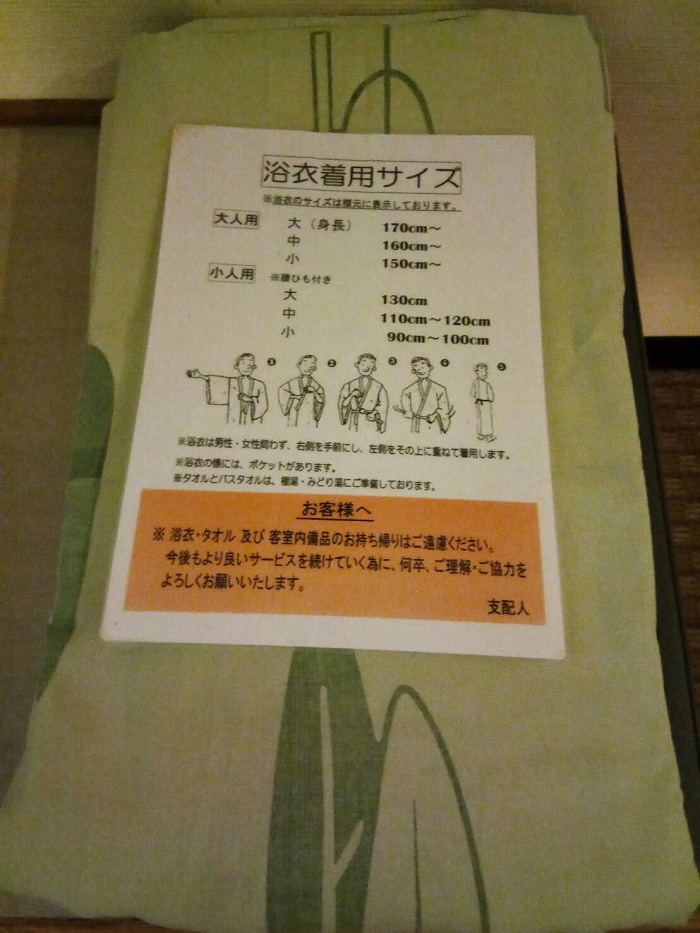 浴衣着用サイズ
※浴衣のサイズは襟元に表示しております。
大人用 大（身長） 170cm～
中 160cm～
小 150cm～
小人用 ※腰ひも付き
大 130cm
中 110cm～120cm
小 90cm～100cm
❶ ❷ ❸ ❹ ❺
※浴衣は男性・女性問わず、右側を手前にし、左側をその上に重ねて着用します。
※浴衣の懐には、ポケットがあります。
※タオルとバスタオルは、 湯・みどり湯にご準備しております。
お客様へ
※ 浴衣・タオル 及び 客室内備品のお持ち帰りはご遠慮ください。
今後もより良いサービスを続けていく為に、何卒、ご理解・ご協力を
よろしくお願いいたします。
支配人